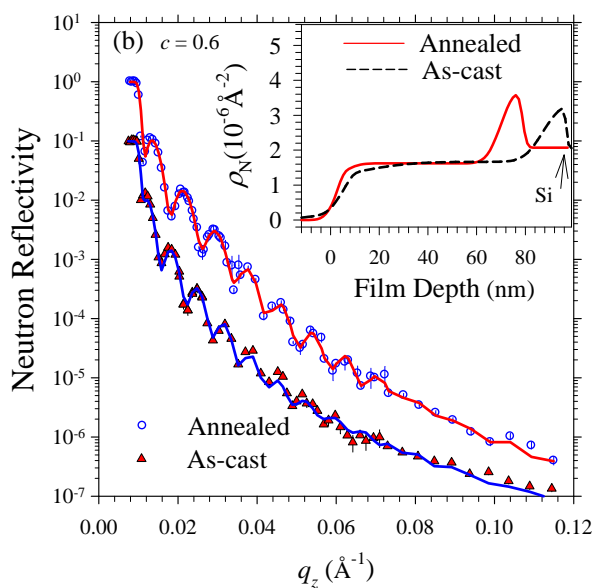 (b) c = 0.6
Neutron Reflectivity
10¹
10⁰
10⁻¹
10⁻²
10⁻³
10⁻⁴
10⁻⁵
10⁻⁶
10⁻⁷
Annealed
As-cast
0.00 0.02 0.04 0.06 0.08 0.10 0.12
q_z (Å⁻¹)
ρ_N (10⁻⁶Å⁻²)
5
4
3
2
1
0
Annealed
As-cast
Si
0 20 40 60 80
Film Depth (nm)